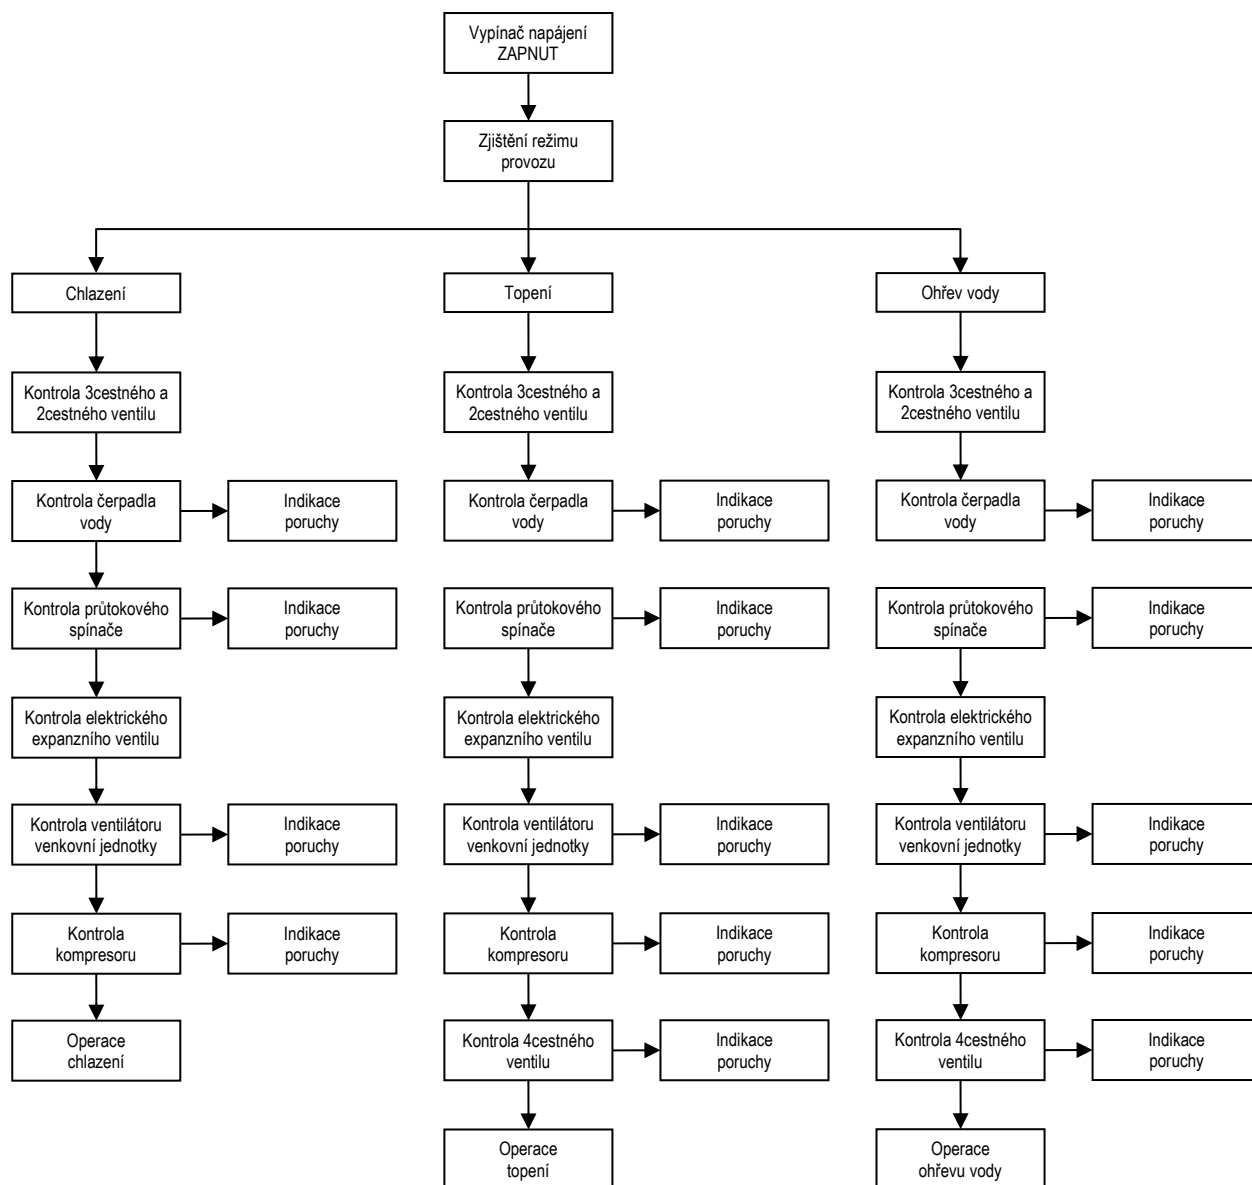 Vypínač napájení
ZAPNUT
Zjištění režimu
provozu
Chlazení
Topení
Ohřev vody
Kontrola 3cestného a
2cestného ventilu
Kontrola 3cestného a
2cestného ventilu
Kontrola 3cestného a
2cestného ventilu
Kontrola čerpadla
vody
Indikace
poruchy
Kontrola čerpadla
vody
Indikace
poruchy
Kontrola čerpadla
vody
Indikace
poruchy
Kontrola průtokového
spínače
Indikace
poruchy
Kontrola průtokového
spínače
Indikace
poruchy
Kontrola průtokového
spínače
Indikace
poruchy
Kontrola elektrického
expanzního ventilu
Kontrola elektrického
expanzního ventilu
Kontrola elektrického
expanzního ventilu
Kontrola ventilátoru
venkovní jednotky
Indikace
poruchy
Kontrola ventilátoru
venkovní jednotky
Indikace
poruchy
Kontrola ventilátoru
venkovní jednotky
Indikace
poruchy
Kontrola
kompresoru
Indikace
poruchy
Kontrola
kompresoru
Indikace
poruchy
Kontrola
kompresoru
Indikace
poruchy
Operace
chlazení
Kontrola 4cestného
ventilu
Indikace
poruchy
Kontrola 4cestného
ventilu
Indikace
poruchy
Operace
topení
Operace
ohřevu vody